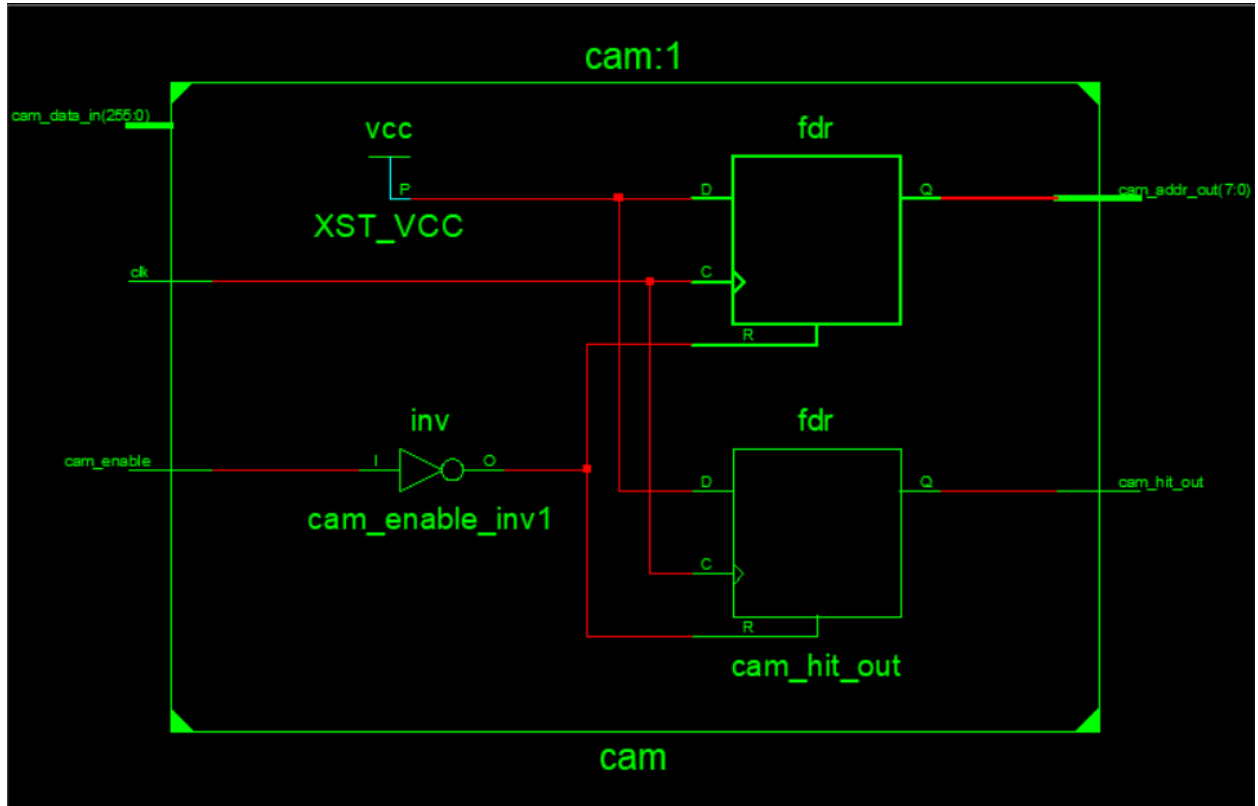 cam:1
cam_data_in(255:0)
vcc
fdr
P
D
Q
cam_addr_out(7:0)
XST_VCC
clk
C
R
inv
fdr
cam_enable
I
O
D
Q
cam_hit_out
cam_enable_inv1
C
R
cam_hit_out
cam